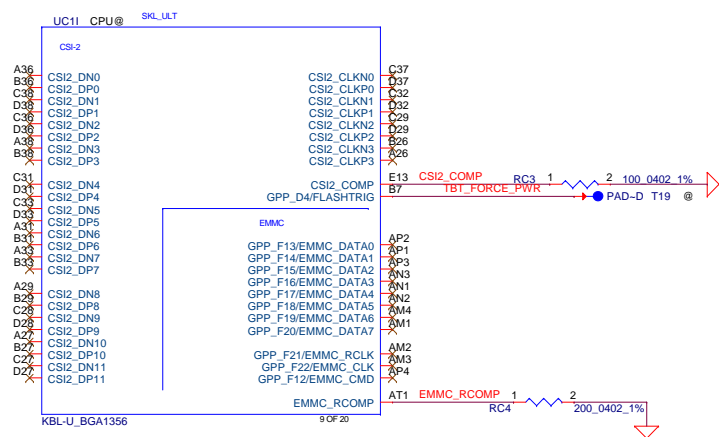 UC1I CPU@ SKL_ULT
CSI-2
A36 CSI2_DN0 CSI2_CLKN0 C37
B36 CSI2_DP0 CSI2_CLKP0 D37
C38 CSI2_DN1 CSI2_CLKN1 C32
D38 CSI2_DP1 CSI2_CLKP1 D32
C36 CSI2_DN2 CSI2_CLKN2 C29
D36 CSI2_DP2 CSI2_CLKP2 D29
A38 CSI2_DN3 CSI2_CLKN3 B26
B38 CSI2_DP3 CSI2_CLKP3 A26
C31 CSI2_DN4 CSI2_COMP E13 CSI2_COMP RC3 1 2 100_0402_1%
D31 CSI2_DP4 GPP_D4/FLASHTRIG B7 TBT_FORCE_PWR PAD~D T19 @
C33 CSI2_DN5
D33 CSI2_DP5 EMMC
A31 CSI2_DN6
B31 CSI2_DP6 GPP_F13/EMMC_DATA0 AP2
A33 CSI2_DN7 GPP_F14/EMMC_DATA1 AP1
B33 CSI2_DP7 GPP_F15/EMMC_DATA2 AP3
GPP_F16/EMMC_DATA3 AN3
A29 CSI2_DN8 GPP_F17/EMMC_DATA4 AN1
B29 CSI2_DP8 GPP_F18/EMMC_DATA5 AN2
C28 CSI2_DN9 GPP_F19/EMMC_DATA6 AM4
D28 CSI2_DP9 GPP_F20/EMMC_DATA7 AM1
A27 CSI2_DN10
B27 CSI2_DP10 GPP_F21/EMMC_RCLK AM2
C27 CSI2_DN11 GPP_F22/EMMC_CLK AM3
D27 CSI2_DP11 GPP_F12/EMMC_CMD AP4
EMMC_RCOMP AT1 EMMC_RCOMP 1 2
RC4 200_0402_1%
KBL-U_BGA1356 9 OF 20